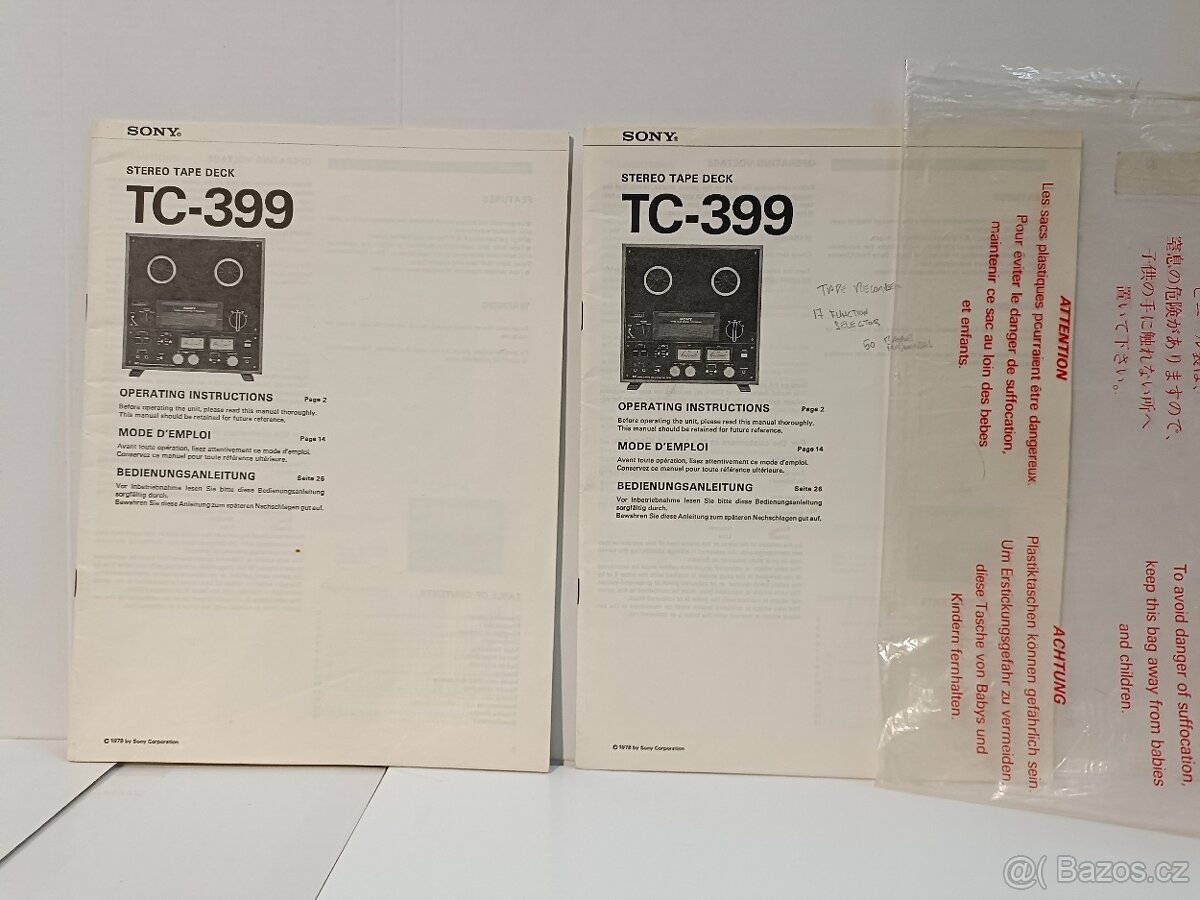 SONY®
STEREO TAPE DECK
TC-399
OPERATING INSTRUCTIONS Page 2
Before operating the unit, please read this manual thoroughly.
This manual should be retained for future reference.
MODE D'EMPLOI Page 14
Avant toute opération, lisez attentivement ce mode d'emploi.
Conservez ce manuel pour toute référence ultérieure.
BEDIENUNGSANLEITUNG Seite 26
Vor Inbetriebnahme lesen Sie bitte diese Bedienungsanleitung
sorgfältig durch.
Bewahren Sie diese Anleitung zum späteren Nachschlagen gut auf.
© 1978 by Sony Corporation
SONY®
STEREO TAPE DECK
TC-399
TAPE
17 FUNCTION
SELECTOR
50
OPERATING INSTRUCTIONS Page 2
Before operating the unit, please read this manual thoroughly.
This manual should be retained for future reference.
MODE D'EMPLOI Page 14
Avant toute opération, lisez attentivement ce mode d'emploi.
Conservez ce manuel pour toute référence ultérieure.
BEDIENUNGSANLEITUNG Seite 26
Vor Inbetriebnahme lesen Sie bitte diese Bedienungsanleitung
sorgfältig durch.
Bewahren Sie diese Anleitung zum späteren Nachschlagen gut auf.
© 1978 by Sony Corporation
窒息の危険がありますので、
子供の手に触れない所へ
置いて下さい。
To avoid danger of suffocation,
keep this bag away from babies
and children.
ATTENTION
Les sacs plastiques pourraient être dangereux.
Pour éviter le danger de suffocation,
maintenir ce sac au loin des bebes
et enfants.
ACHTUNG
Plastiktaschen können gefährlich sein.
Um Erstickungsgefahr zu vermeiden,
diese Tasche von Babys und
Kindern fernhalten.
@( Bazos.cz